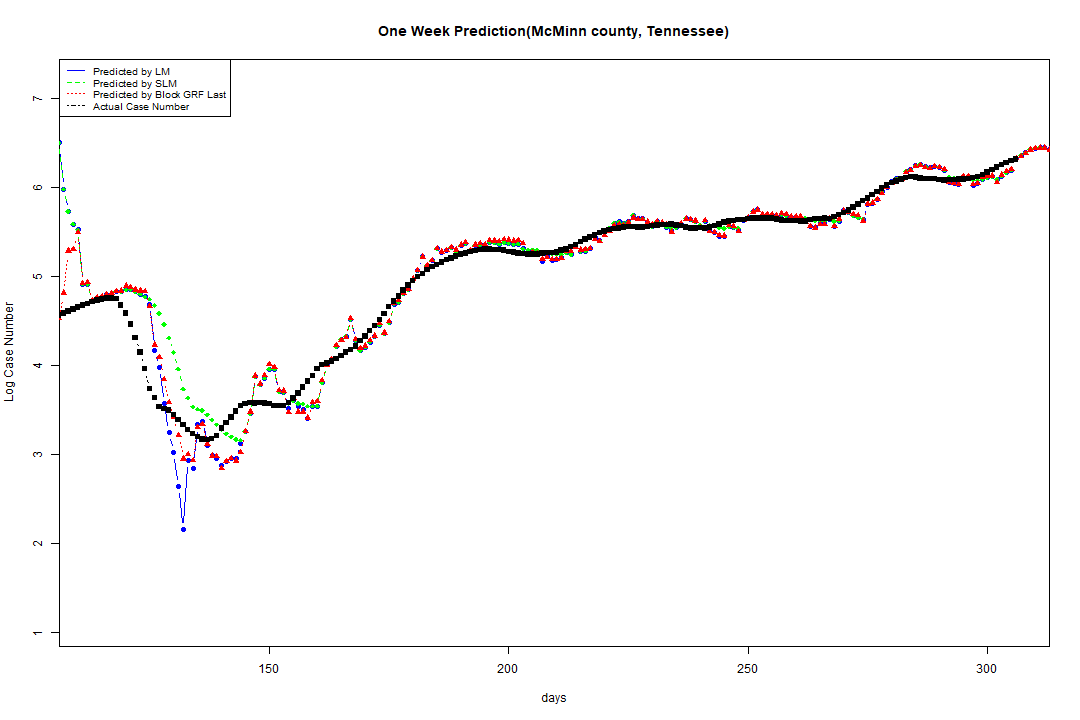 One Week Prediction(McMinn county, Tennessee)
Predicted by LM
Predicted by SLM
Predicted by Block GRF Last
Actual Case Number
7
6
5
4
3
2
1
Log Case Number
150
200
250
300
days